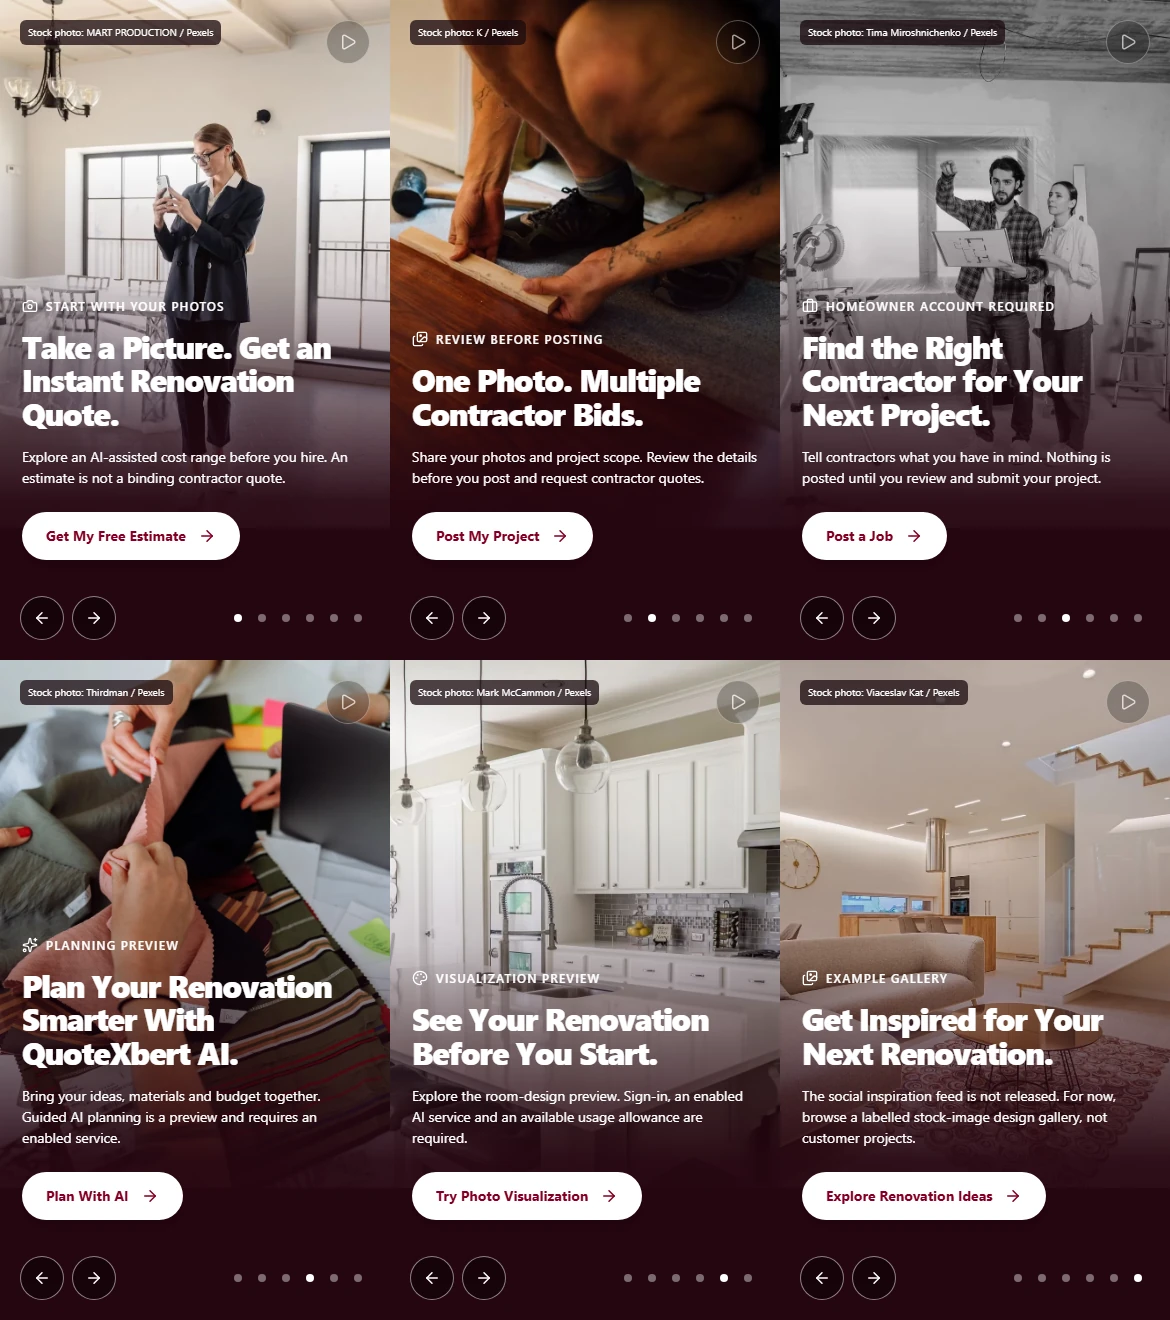 Stock photo: MART PRODUCTION / Pexels
START WITH YOUR PHOTOS
Take a Picture. Get an
Instant Renovation
Quote.
Explore an AI-assisted cost range before you hire. An
estimate is not a binding contractor quote.
Get My Free Estimate
Stock photo: K / Pexels
REVIEW BEFORE POSTING
One Photo. Multiple
Contractor Bids.
Share your photos and project scope. Review the details
before you post and request contractor quotes.
Post My Project
Stock photo: Tima Miroshnichenko / Pexels
HOMEOWNER ACCOUNT REQUIRED
Find the Right
Contractor for Your
Next Project.
Tell contractors what you have in mind. Nothing is
posted until you review and submit your project.
Post a Job
Stock photo: Thirdman / Pexels
PLANNING PREVIEW
Plan Your Renovation
Smarter With
QuoteXbert AI.
Bring your ideas, materials and budget together.
Guided AI planning is a preview and requires an
enabled service.
Plan With AI
Stock photo: Mark McCammon / Pexels
VISUALIZATION PREVIEW
See Your Renovation
Before You Start.
Explore the room-design preview. Sign-in, an enabled
AI service and an available usage allowance are
required.
Try Photo Visualization
Stock photo: Viaceslav Kat / Pexels
EXAMPLE GALLERY
Get Inspired for Your
Next Renovation.
The social inspiration feed is not released. For now,
browse a labelled stock-image design gallery, not
customer projects.
Explore Renovation Ideas